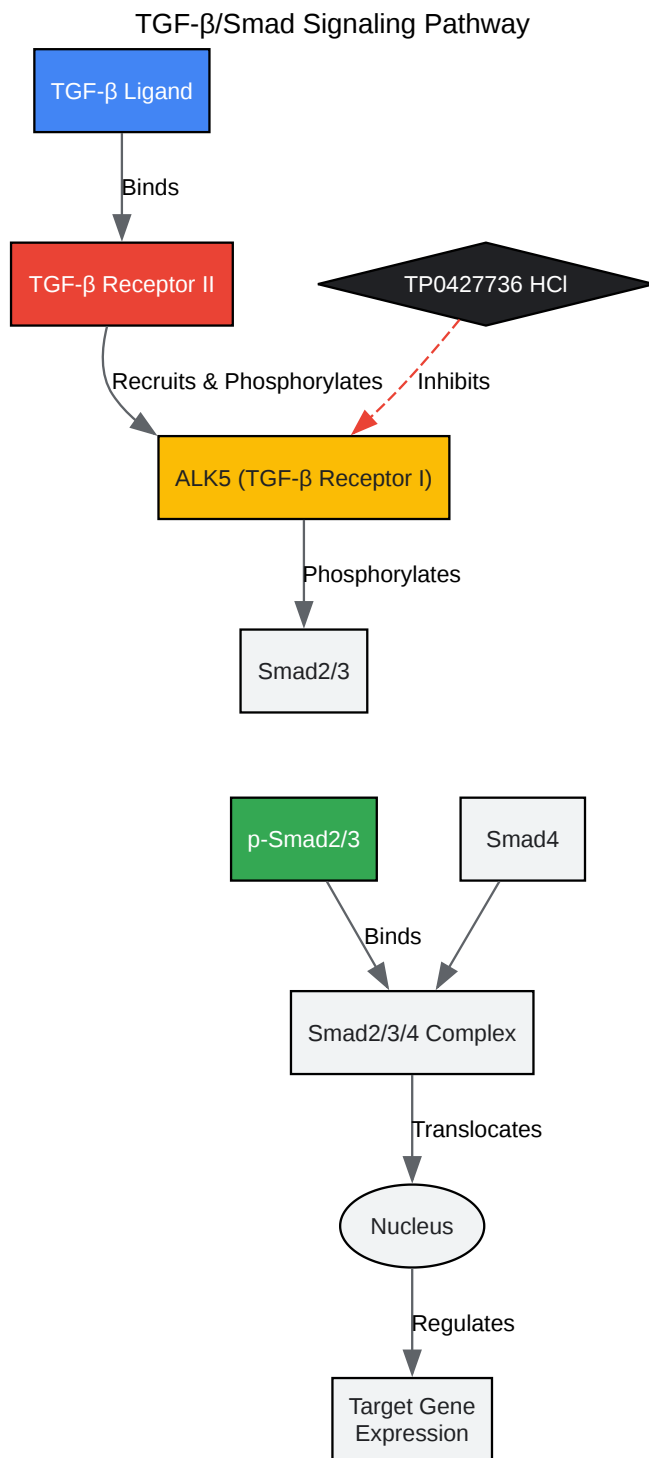 TGF-β/Smad Signaling Pathway
TGF-β Ligand
Binds
TGF-β Receptor II
TP0427736 HCl
Recruits & Phosphorylates
Inhibits
ALK5 (TGF-β Receptor I)
Phosphorylates
Smad2/3
p-Smad2/3
Smad4
Binds
Smad2/3/4 Complex
Translocates
Nucleus
Regulates
Target Gene
Expression